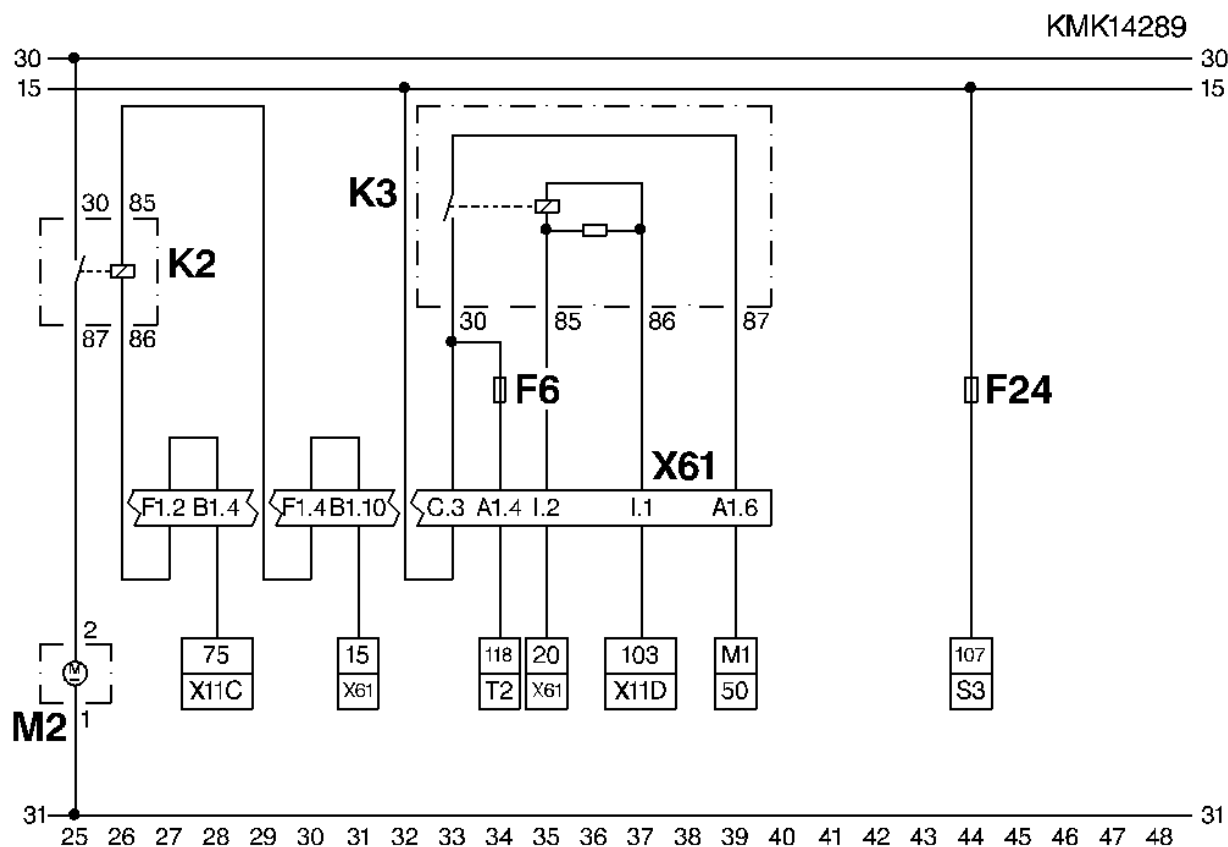 KMK14289
30 30
15 15
K3
30 85
K2
87 86
30 85 86 87
F6 F24
X61
F1.2 B1.4 F1.4 B1.10 C.3 A1.4 I.2 I.1 A1.6
2
75 15 118 20 103 M1 107
X11C X61 T2 X61 X11D 50 S3
M
M2 1
31 31
25 26 27 28 29 30 31 32 33 34 35 36 37 38 39 40 41 42 43 44 45 46 47 48